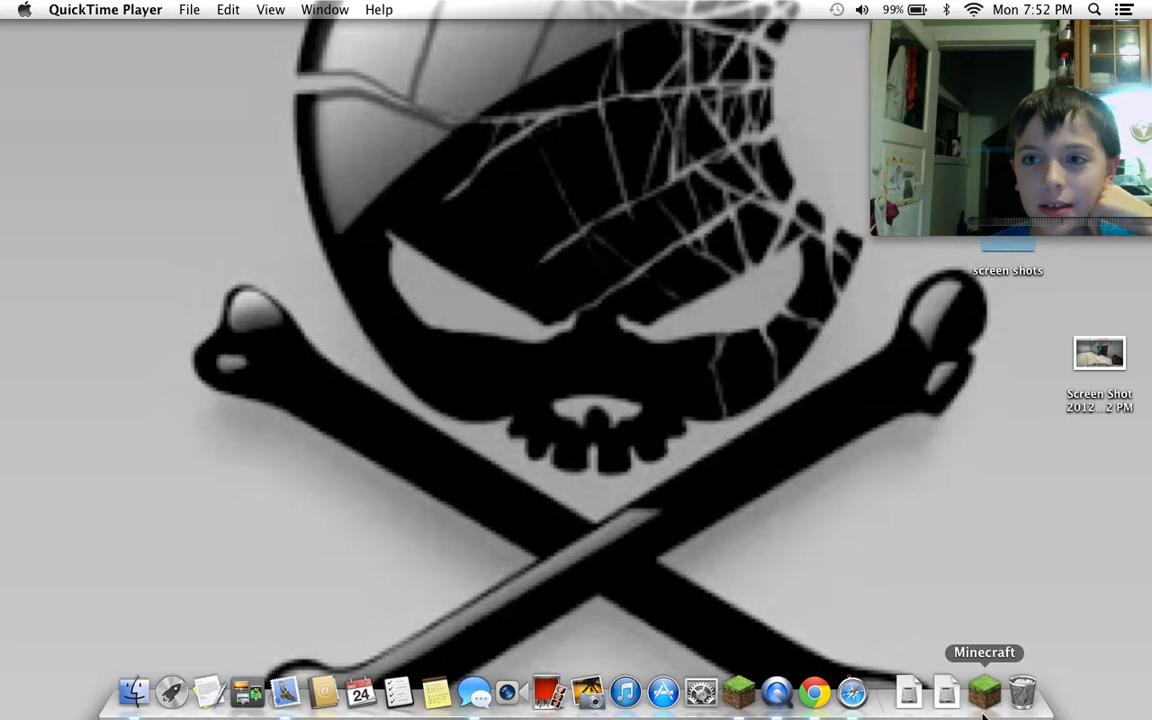 QuickTime Player File Edit View Window Help 99% Mon 7:52 PM
screen shots
Screen Shot
2012...2 PM
Minecraft
24